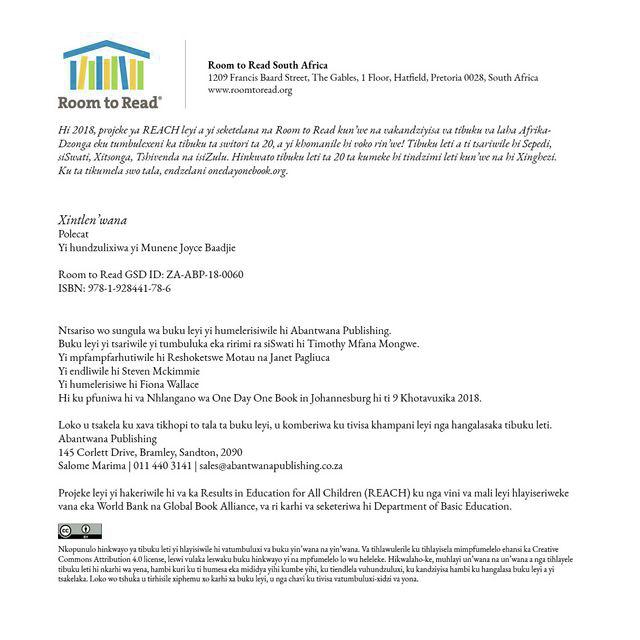 Room to Read®
Room to Read South Africa
1209 Francis Baard Street, The Gables, 1 Floor, Hatfield, Pretoria 0028, South Africa
www.roomtoread.org
Hi 2018, projeke ya REACH leyi a yi seketelana na Room to Read kun'we na vakandziyisa va tibuku va laha Afrika-
Dzonga eku tumbulexeni ka tibuku ta switori ta 20, a yi khomanile hi voko rin'we! Tibuku leti a ti tsariwile hi Sepedi,
siSwati, Xitsonga, Tshivenda na isiZulu. Hinkwato tibuku leti ta 20 ta kumeke hi tindzimi leti kun'we na hi Xinghezi.
Ku ta tikumela swo tala, endzelani onedayonebook.org.
Xintlen'wana
Polecat
Yi hundzulixiwa yi Munene Joyce Baadjie
Room to Read GSD ID: ZA-ABP-18-0060
ISBN: 978-1-928441-78-6
Ntsariso wo sungula wa buku leyi yi humelerisiwile hi Abantwana Publishing.
Buku leyi yi tsariwile yi tumbuluka eka ririmi ra siSwati hi Timothy Mfana Mongwe.
Yi mpfampfarhutiwile hi Reshoketswe Motau na Janet Pagliuca
Yi endliwile hi Steven Mckimmie
Yi humelerisiwe hi Fiona Wallace
Hi ku pfuniwa hi va Nhlangano wa One Day One Book in Johannesburg hi ti 9 Khotavuxika 2018.
Loko u tsakela ku xava tikhopi to tala ta buku leyi, u komberiwa ku tivisa khampani leyi nga hangalasaka tibuku leti.
Abantwana Publishing
145 Corlett Drive, Bramley, Sandton, 2090
Salome Marima | 011 440 3141 | sales@abantwanapublishing.co.za
Projeke leyi yi hakeriwile hi va ka Results in Education for All Children (REACH) ku nga vini va mali leyi hlayiseriweke
vana eka World Bank na Global Book Alliance, va ri karhi va seketeriwa hi Department of Basic Education.
cc BY
Nkopunulo hinkwayo ya tibuku leti yi hlayisiwile hi vatumbuluxi va buku yin'wana na yin'wana. Va tihlawulerile ku tihlayisela mimpfumelelo ehansi ka Creative
Commons Attribution 4.0 license, leswi vulaka leswaku buku hinkwayo yi na mpfumelelo lo wu heleleke. Hikwalaho-ke, muhlayi un'wana na un'wana a nga tihlayele
tibuku leti hi nkarhi wa yena, hambi kuri ku ti humesa eka mididya yihi kumbe yihi, ku tiendlela vuhundzuluxi, ku kandziyisa hambi ku hangalasa buku leyi a yi
tsakelaka. Loko wo tshuka u tirhisile xiphemu xo karhi xa buku leyi, u nga chavi ku tivisa vatumbuluxi-xidzi va yona.